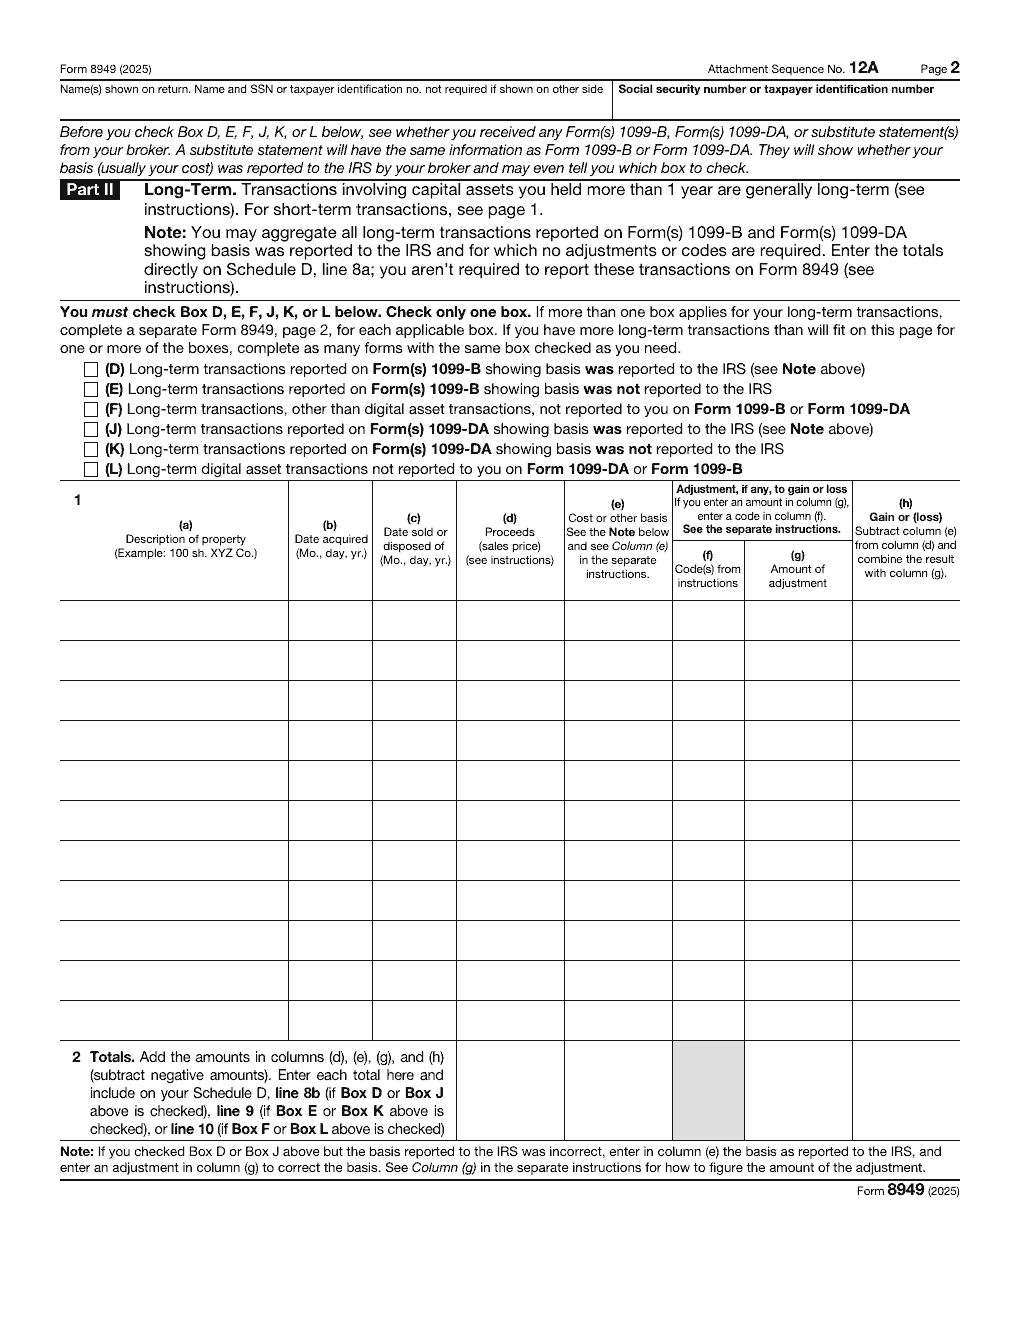 Form 8949 (2025) Attachment Sequence No. 12A Page 2
Name(s) shown on return. Name and SSN or taxpayer identification no. not required if shown on other side
Social security number or taxpayer identification number
Before you check Box D, E, F, J, K, or L below, see whether you received any Form(s) 1099-B, Form(s) 1099-DA, or substitute statement(s)
from your broker. A substitute statement will have the same information as Form 1099-B or Form 1099-DA. They will show whether your
basis (usually your cost) was reported to the IRS by your broker and may even tell you which box to check.
Part II Long-Term. Transactions involving capital assets you held more than 1 year are generally long-term (see
instructions). For short-term transactions, see page 1.
Note: You may aggregate all long-term transactions reported on Form(s) 1099-B and Form(s) 1099-DA
showing basis was reported to the IRS and for which no adjustments or codes are required. Enter the totals
directly on Schedule D, line 8a; you aren't required to report these transactions on Form 8949 (see
instructions).
You must check Box D, E, F, J, K, or L below. Check only one box. If more than one box applies for your long-term transactions,
complete a separate Form 8949, page 2, for each applicable box. If you have more long-term transactions than will fit on this page for
one or more of the boxes, complete as many forms with the same box checked as you need.
(D) Long-term transactions reported on Form(s) 1099-B showing basis was reported to the IRS (see Note above)
(E) Long-term transactions reported on Form(s) 1099-B showing basis was not reported to the IRS
(F) Long-term transactions, other than digital asset transactions, not reported to you on Form 1099-B or Form 1099-DA
(J) Long-term transactions reported on Form(s) 1099-DA showing basis was reported to the IRS (see Note above)
(K) Long-term transactions reported on Form(s) 1099-DA showing basis was not reported to the IRS
(L) Long-term digital asset transactions not reported to you on Form 1099-DA or Form 1099-B
1
(a)
Description of property
(Example: 100 sh. XYZ Co.)
(b)
Date acquired
(Mo., day, yr.)
(c)
Date sold or
disposed of
(Mo., day, yr.)
(d)
Proceeds
(sales price)
(see instructions)
(e)
Cost or other basis
See the Note below
and see Column (e)
in the separate
instructions.
Adjustment, if any, to gain or loss
If you enter an amount in column (g),
enter a code in column (f).
See the separate instructions.
(f)
Code(s) from
instructions
(g)
Amount of
adjustment
(h)
Gain or (loss)
Subtract column (e)
from column (d) and
combine the result
with column (g).
2 Totals. Add the amounts in columns (d), (e), (g), and (h)
(subtract negative amounts). Enter each total here and
include on your Schedule D, line 8b (if Box D or Box J
above is checked), line 9 (if Box E or Box K above is
checked), or line 10 (if Box F or Box L above is checked)
Note: If you checked Box D or Box J above but the basis reported to the IRS was incorrect, enter in column (e) the basis as reported to the IRS, and
enter an adjustment in column (g) to correct the basis. See Column (g) in the separate instructions for how to figure the amount of the adjustment.
Form 8949 (2025)